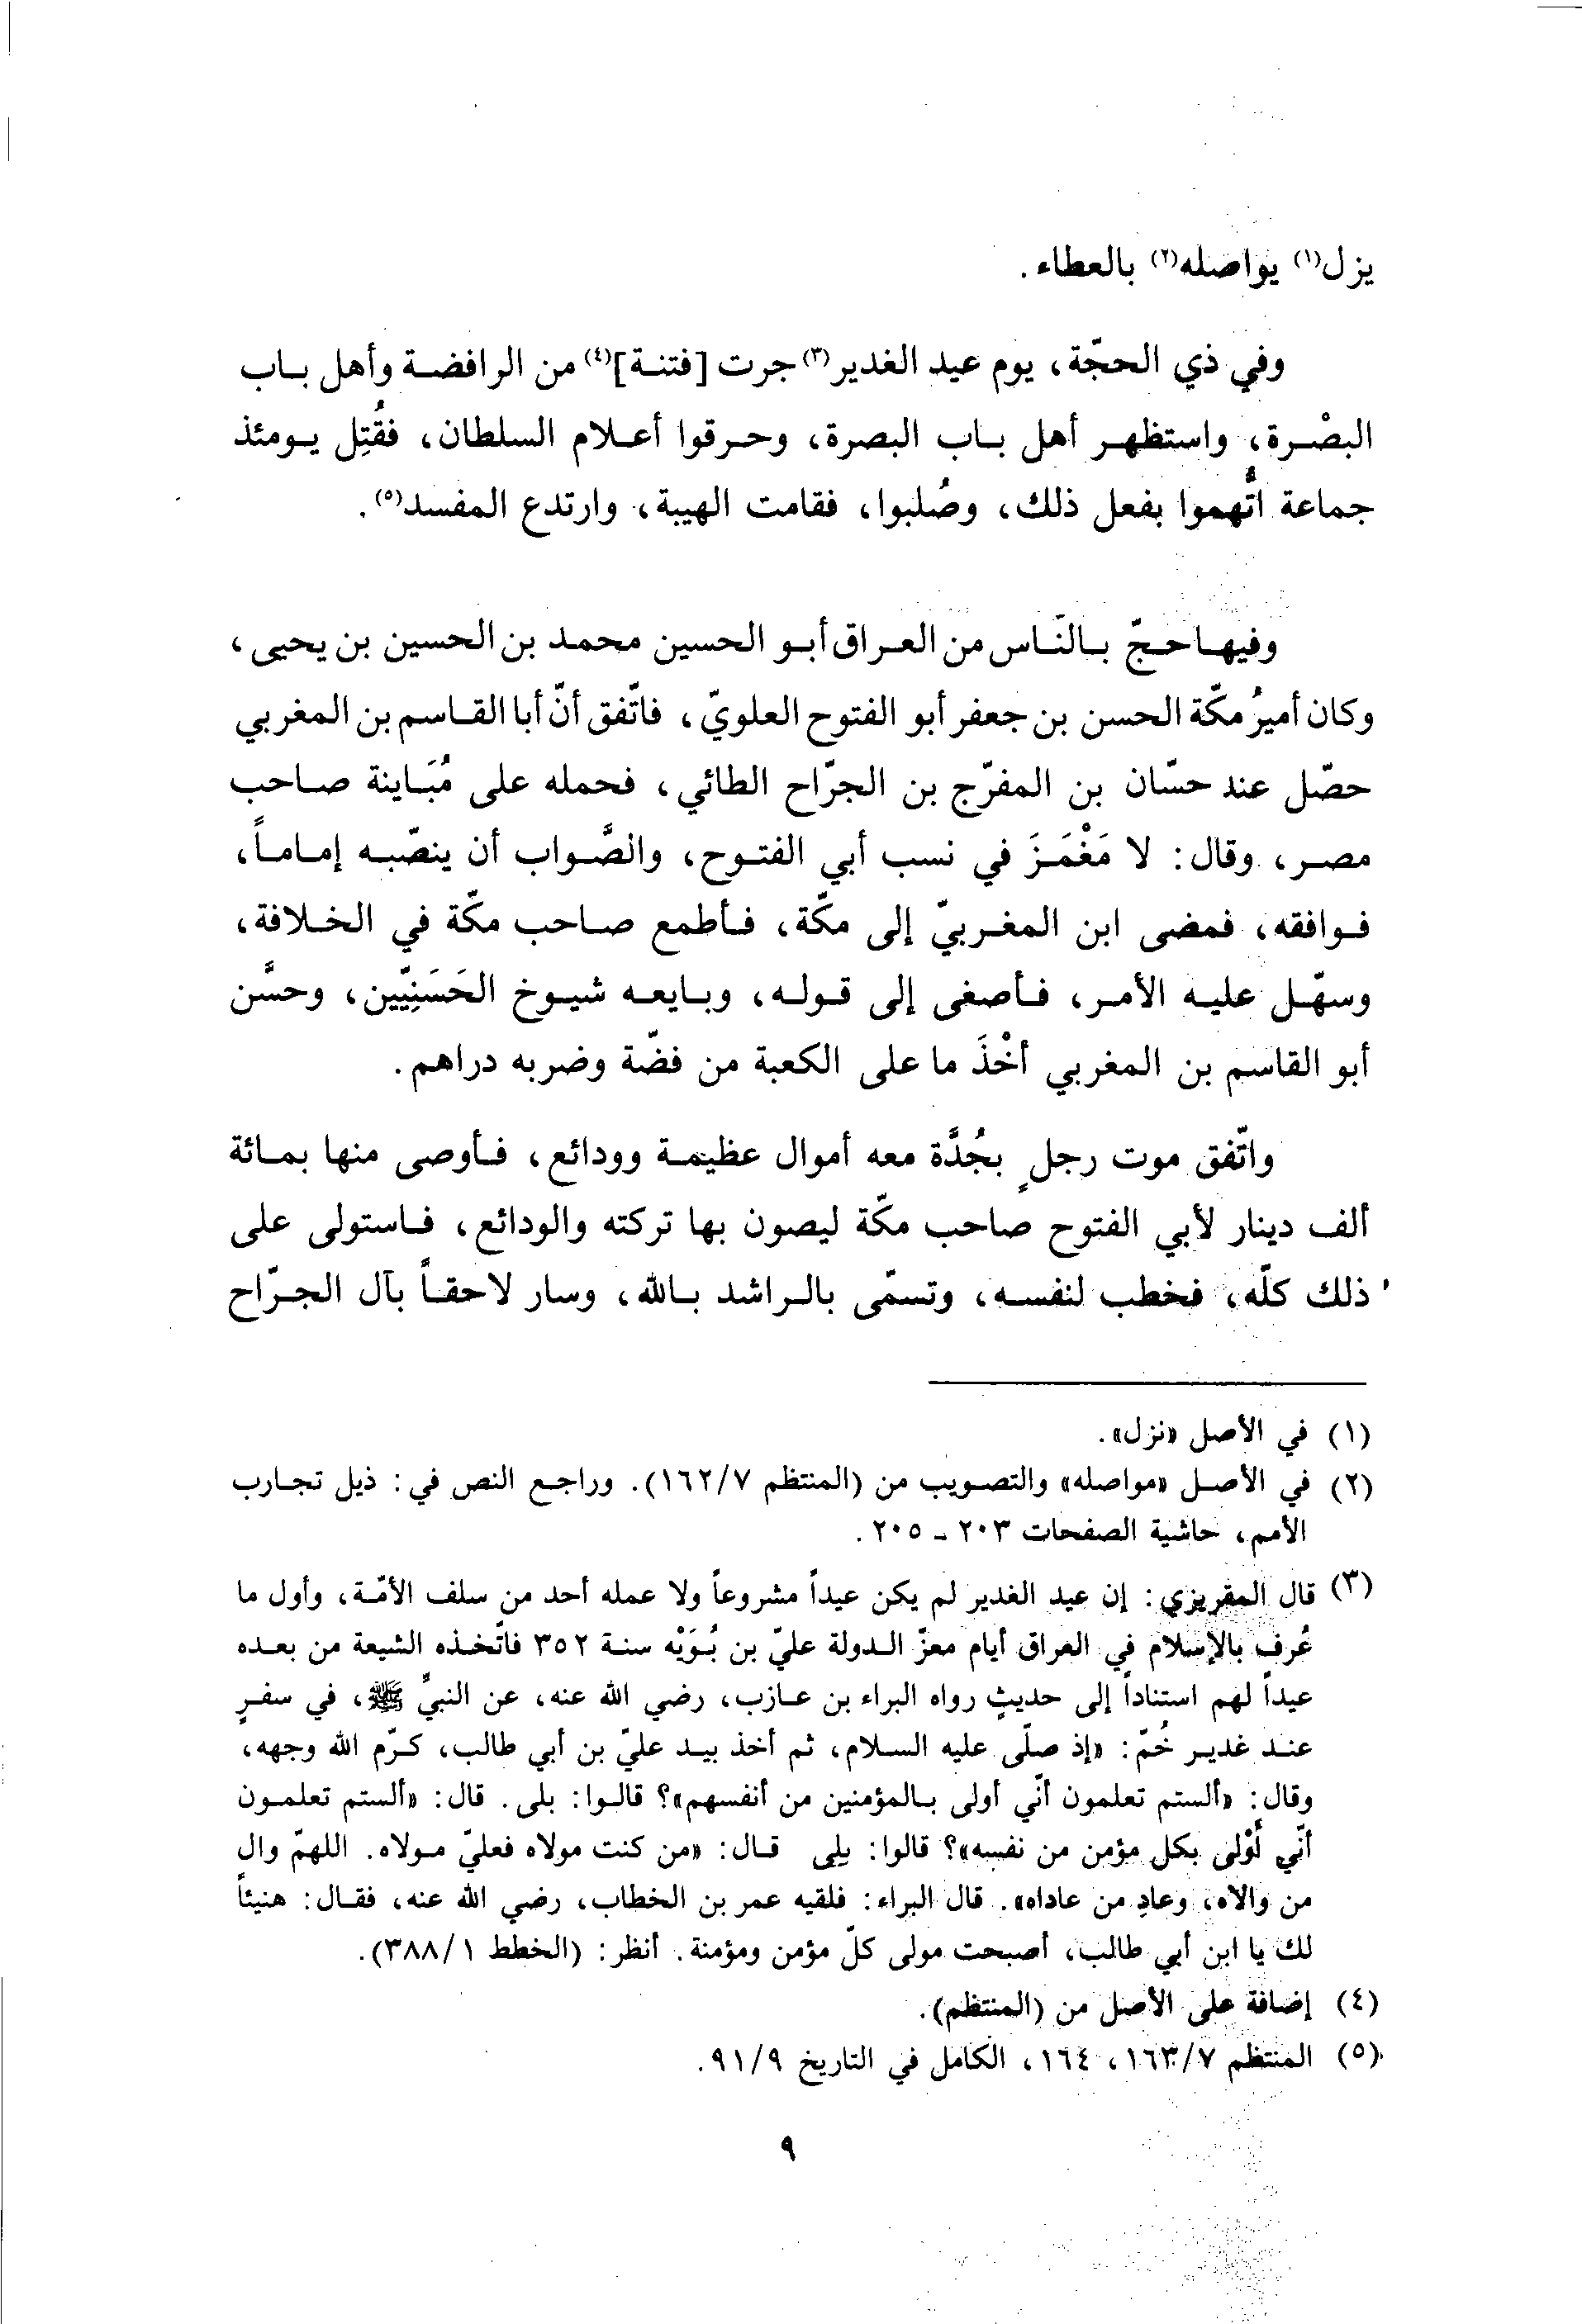 يزل(١) يواصله(٢) بالعطاء.
وفي ذي الحجّة، يوم عيد الغدير(٣) جرت [فتنة](٤) من الرافضة وأهل باب
البصْرة، واستظهر أهل باب البصرة، وحرقوا أعلام السلطان، فقُتِل يومئذ
جماعة اتُّهموا بفعل ذلك، وصُلبوا، فقامت الهيبة، وارتدع المفسد(٥).
وفيها حجّ بالنّاس من العراق أبو الحسين محمد بن الحسين بن يحيى،
وكان أميرُ مكّة الحسن بن جعفر أبو الفتوح العلويّ، فاتّفق أنّ أبا القاسم بن المغربي
حصّل عند حسّان بن المفرّج بن الجرّاح الطائي، فحمله على مُبَاينة صاحب
مصر، وقال: لا مَغْمَزَ في نسب أبي الفتوح، والصَّواب أن ينصّبه إماماً،
فوافقه، فمضى ابن المغربيّ إلى مكّة، فأطمع صاحب مكّة في الخلافة،
وسهّل عليه الأمر، فأصغى إلى قوله، وبايعه شيوخ الحَسَنِيّين، وحسَّن
أبو القاسم بن المغربي أخْذَ ما على الكعبة من فضّة وضربه دراهم.
واتّفق موت رجلٍ بجُدَّة معه أموال عظيمة وودائع، فأوصى منها بمائة
ألف دينار لأبي الفتوح صاحب مكّة ليصون بها تركته والودائع، فاستولى على
ذلك كلّه، فخطب لنفسه، وتسمّى بالراشد بالله، وسار لاحقاً بآل الجرّاح
(١) في الأصل «نزل».
(٢) في الأصل «مواصله» والتصويب من (المنتظم ١٦٢/٧). وراجع النص في: ذيل تجارب
الأمم، حاشية الصفحات ٢٠٣ - ٢٠٥.
(٣) قال المقريزي: إن عيد الغدير لم يكن عيداً مشروعاً ولا عمله أحد من سلف الأمّة، وأول ما
عُرف بالإسلام في العراق أيام معزّ الدولة عليّ بن بُوَيْه سنة ٣٥٢ فاتّخذه الشيعة من بعده
عيداً لهم استناداً إلى حديثٍ رواه البراء بن عازب، رضي الله عنه، عن النبيّ ﷺ، في سفرٍ
عند غدير خُمّ: «إذ صلّى عليه السلام، ثم أخذ بيد عليّ بن أبي طالب، كرّم الله وجهه،
وقال: «ألستم تعلمون أنّي أولى بالمؤمنين من أنفسهم»؟ قالوا: بلى. قال: «ألستم تعلمون
أنّي أَوْلى بكل مؤمن من نفسه»؟ قالوا: بلى قال: «من كنت مولاه فعليّ مولاه. اللهمّ وال
من والاه، وعادِ من عاداه». قال البراء: فلقيه عمر بن الخطاب، رضي الله عنه، فقال: هنيئاً
لك يا ابن أبي طالب، أصبحت مولى كلّ مؤمن ومؤمنة. أنظر: (الخطط ٣٨٨/١).
(٤) إضافة على الأصل من (المنتظم).
(٥) المنتظم ١٦٣/٧، ١٦٤، الكامل في التاريخ ٩١/٩.
٩